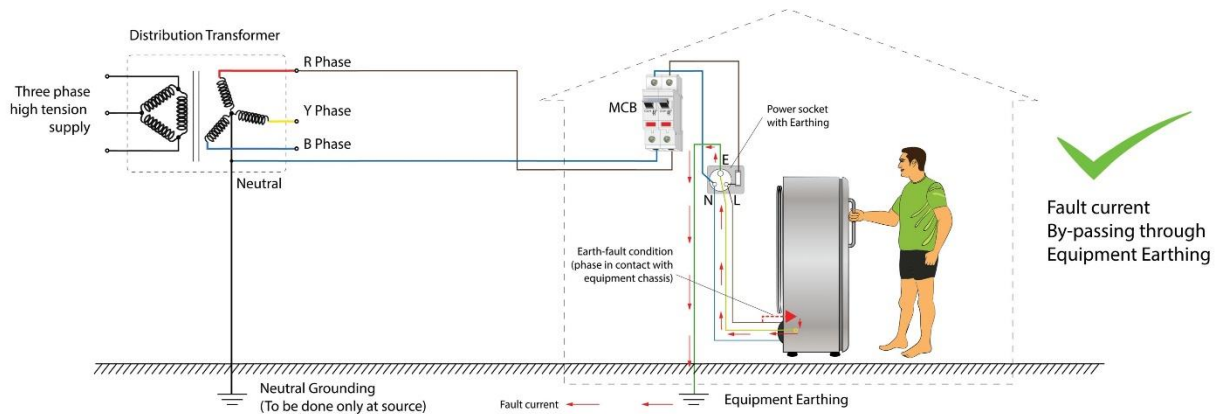 Distribution Transformer
Three phase
high tension
supply
R Phase
Y Phase
B Phase
Neutral
MCB
Power socket
with Earthing
E
N
L
Earth-fault condition
(phase in contact with
equipment chassis)
Fault current
By-passing through
Equipment Earthing
Neutral Grounding
(To be done only at source)
Fault current
Equipment Earthing